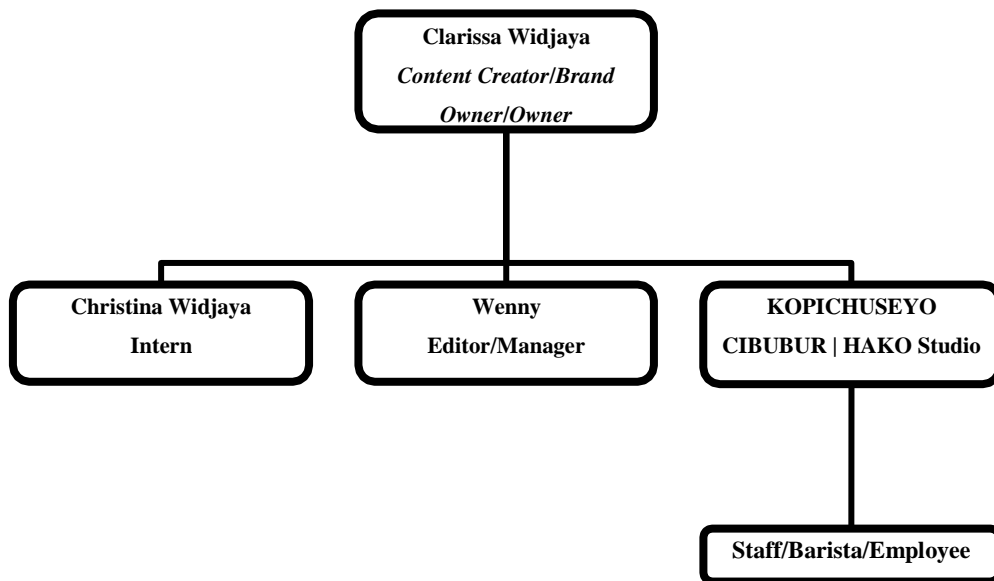 Clarissa Widjaya
Content Creator/Brand
Owner/Owner
Christina Widjaya
Intern
Wenny
Editor/Manager
KOPICHUSEYO
CIBUBUR | HAKO Studio
Staff/Barista/Employee